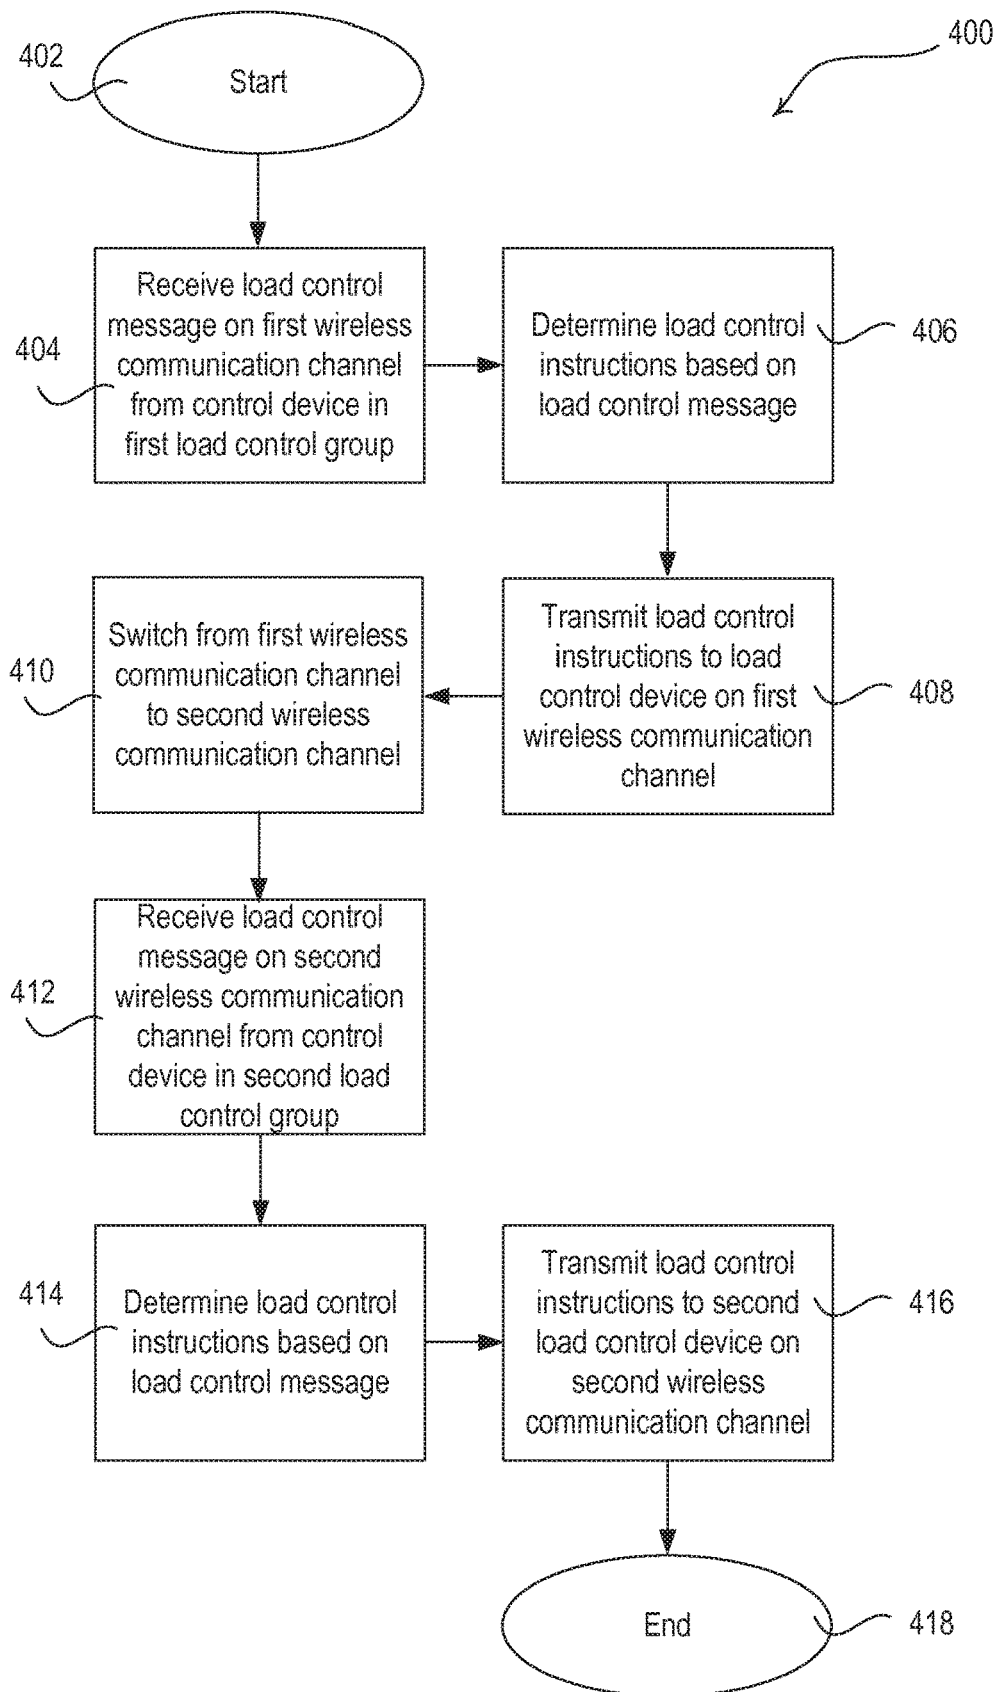 400
402
Start
404
Receive load control
message on first wireless
communication channel
from control device in
first load control group
Determine load control
instructions based on
load control message
406
Transmit load control
instructions to load
control device on first
wireless communication
channel
408
410
Switch from first wireless
communication channel
to second wireless
communication channel
412
Receive load control
message on second
wireless communication
channel from control
device in second load
control group
414
Determine load control
instructions based on
load control message
Transmit load control
instructions to second
load control device on
second wireless
communication channel
416
End
418